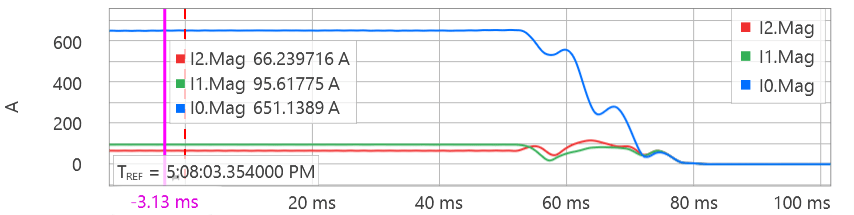 I2.Mag
I1.Mag
I0.Mag
I2.Mag 66.239716 A
I1.Mag 95.61775 A
I0.Mag 651.1389 A
600
400
200
0
A
TREF = 5:08:03.354000 PM
-3.13 ms
20 ms
40 ms
60 ms
80 ms
100 ms